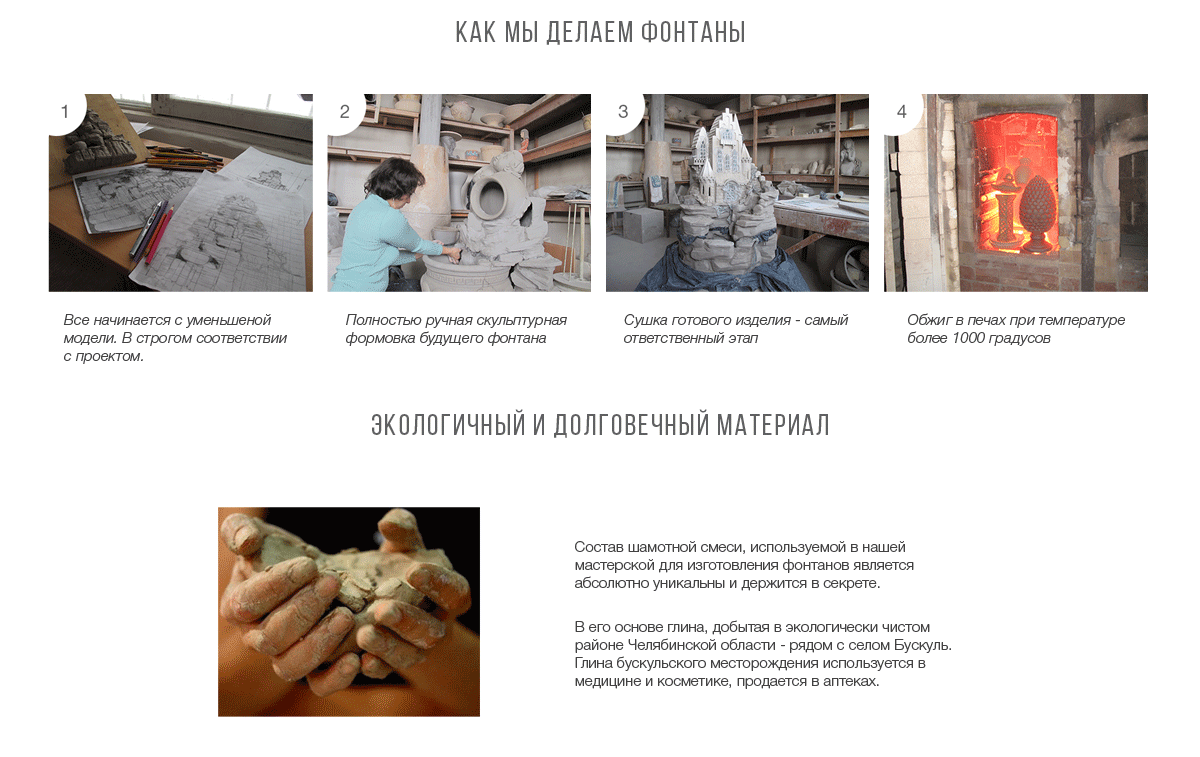 КАК МЫ ДЕЛАЕМ ФОНТАНЫ
1
2
3
4
Все начинается с уменьшеной
модели. В строгом соответствии
с проектом.
Полностью ручная скульптурная
формовка будущего фонтана
Сушка готового изделия - самый
ответственный этап
Обжиг в печах при температуре
более 1000 градусов
ЭКОЛОГИЧНЫЙ И ДОЛГОВЕЧНЫЙ МАТЕРИАЛ
Состав шамотной смеси, используемой в нашей
мастерской для изготовления фонтанов является
абсолютно уникальны и держится в секрете.
В его основе глина, добытая в экологически чистом
районе Челябинской области - рядом с селом Бускуль.
Глина бускульского месторождения используется в
медицине и косметике, продается в аптеках.